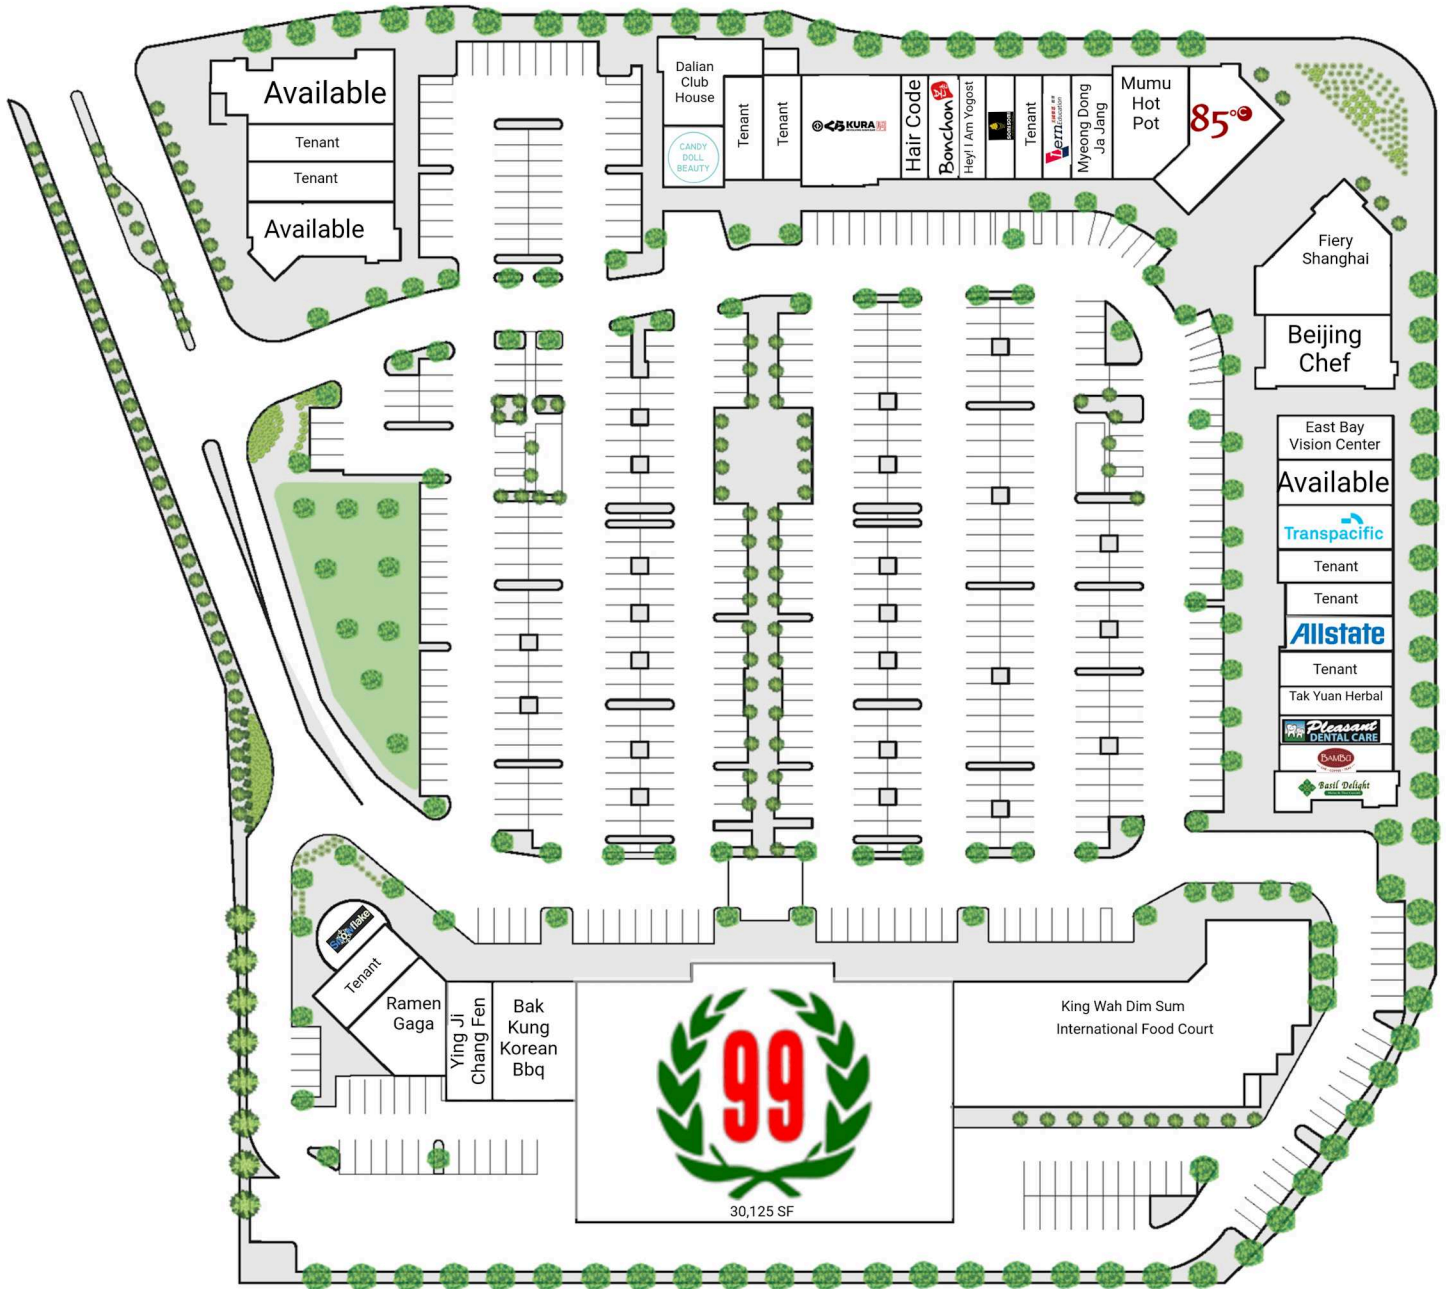 Available
Tenant
Tenant
Available
Dalian
Club
House
CANDY
DOLL
BEAUTY
Tenant
Tenant
KURA
Hair Code
Bonchon
Hey! I Am Yogost
Tenant
Education
Myeong Dong
Ja Jang
Mumu
Hot
Pot
85°C
Fiery
Shanghai
Beijing
Chef
East Bay
Vision Center
Available
Transpacific
Tenant
Tenant
Allstate
Tenant
Tak Yuan Herbal
Pleasant
DENTAL CARE
BAMBŪ
Basil Delight
Snowflake
Tenant
Ramen
Gaga
Ying Ji
Chang Fen
Bak
Kung
Korean
Bbq
99
30,125 SF
King Wah Dim Sum
International Food Court